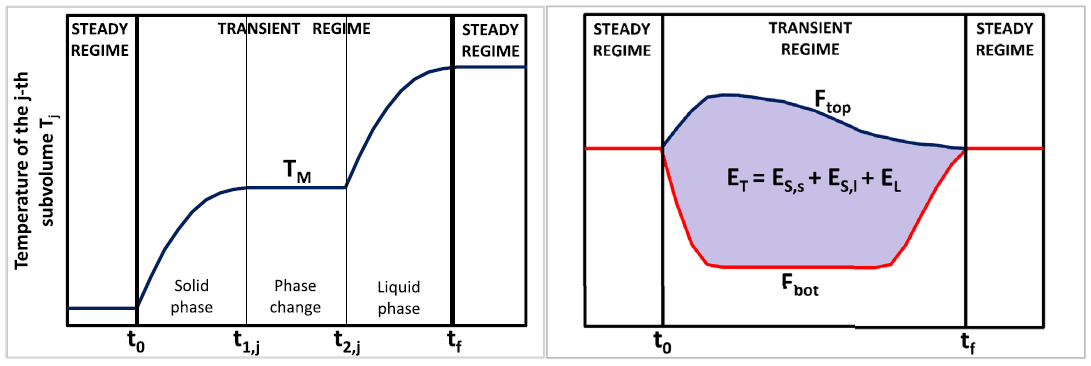 STEADY
REGIME
TRANSIENT REGIME
STEADY
REGIME
Temperature of the j-th
subvolume Tj
TM
Solid
phase
Phase
change
Liquid
phase
t0
t1,j
t2,j
tf
STEADY
REGIME
TRANSIENT
REGIME
STEADY
REGIME
Ftop
ET = ES,s + ES,l + EL
Fbot
t0
tf